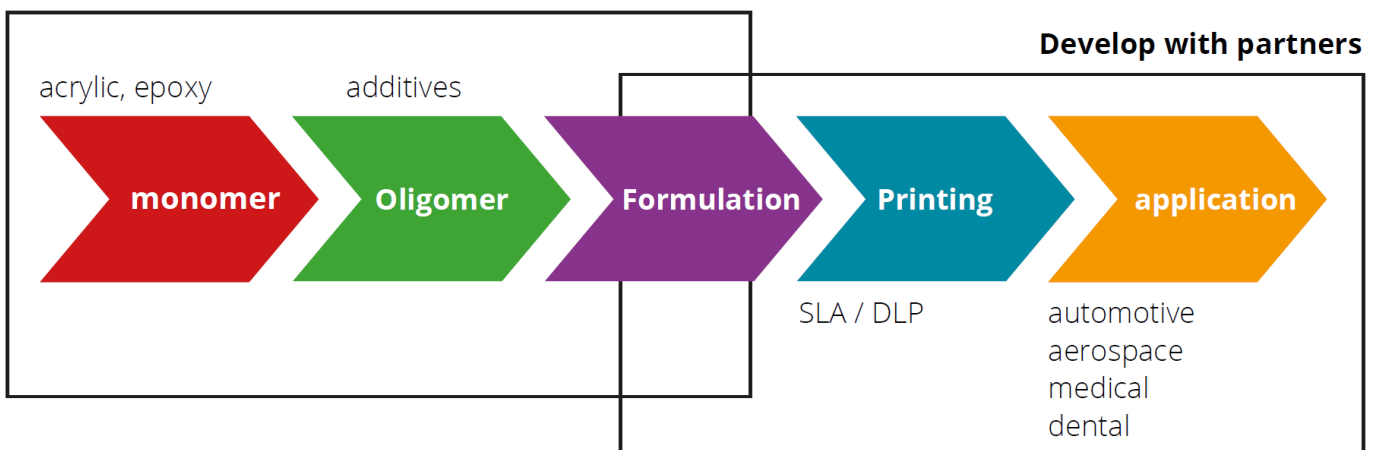 Develop with partners
acrylic, epoxy
additives
monomer
Oligomer
Formulation
Printing
application
SLA / DLP
automotive
aerospace
medical
dental